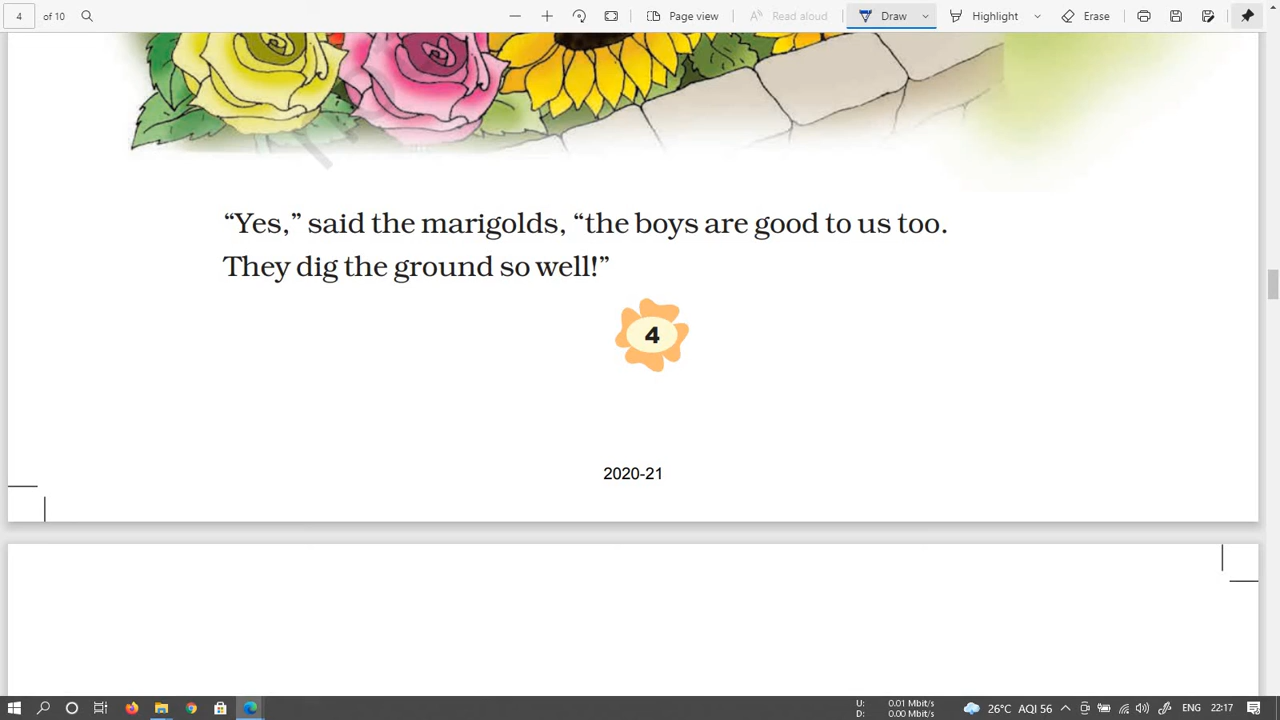 4 of 10 Page view Read aloud Draw Highlight Erase
“Yes,” said the marigolds, “the boys are good to us too.
They dig the ground so well!”
4
2020-21
U: 0.01 Mbit/s
D: 0.00 Mbit/s
26°C AQI 56 ENG 22:17